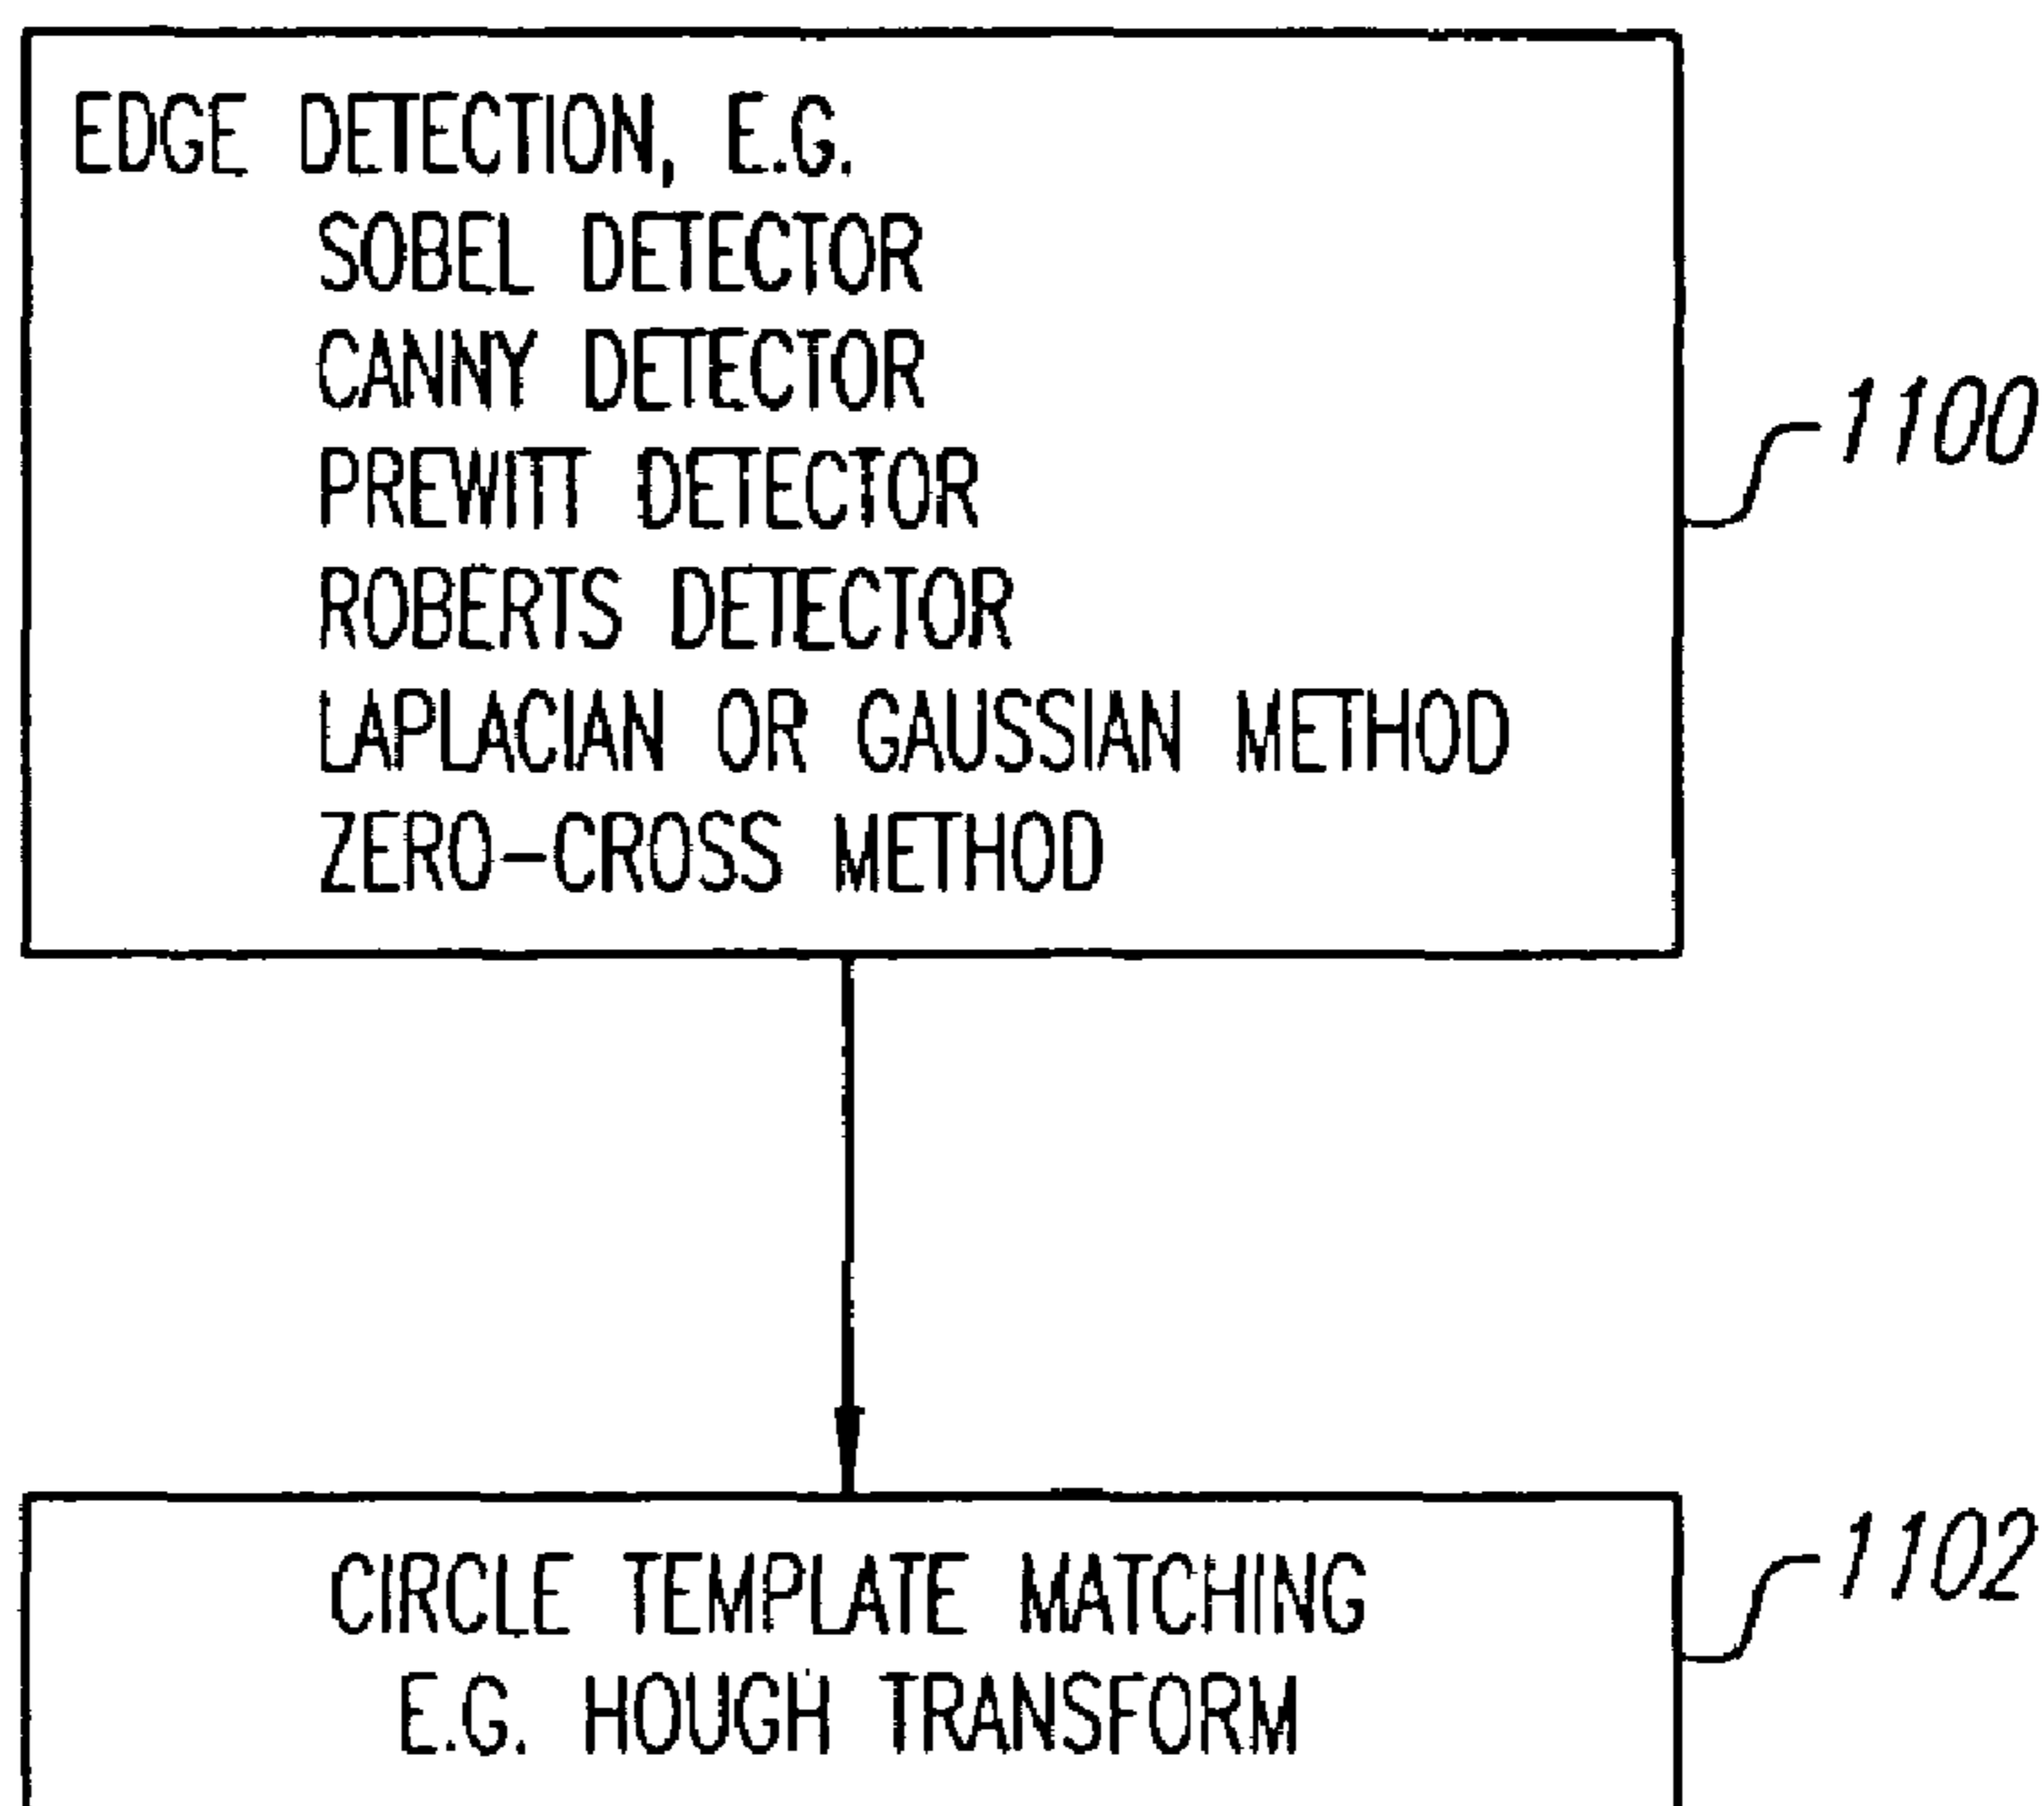 EDGE DETECTION, E.G.
SOBEL DETECTOR
CANNY DETECTOR
PREWITT DETECTOR
ROBERTS DETECTOR
LAPLACIAN OR GAUSSIAN METHOD
ZERO-CROSS METHOD
1100
CIRCLE TEMPLATE MATCHING
E.G. HOUGH TRANSFORM
1102